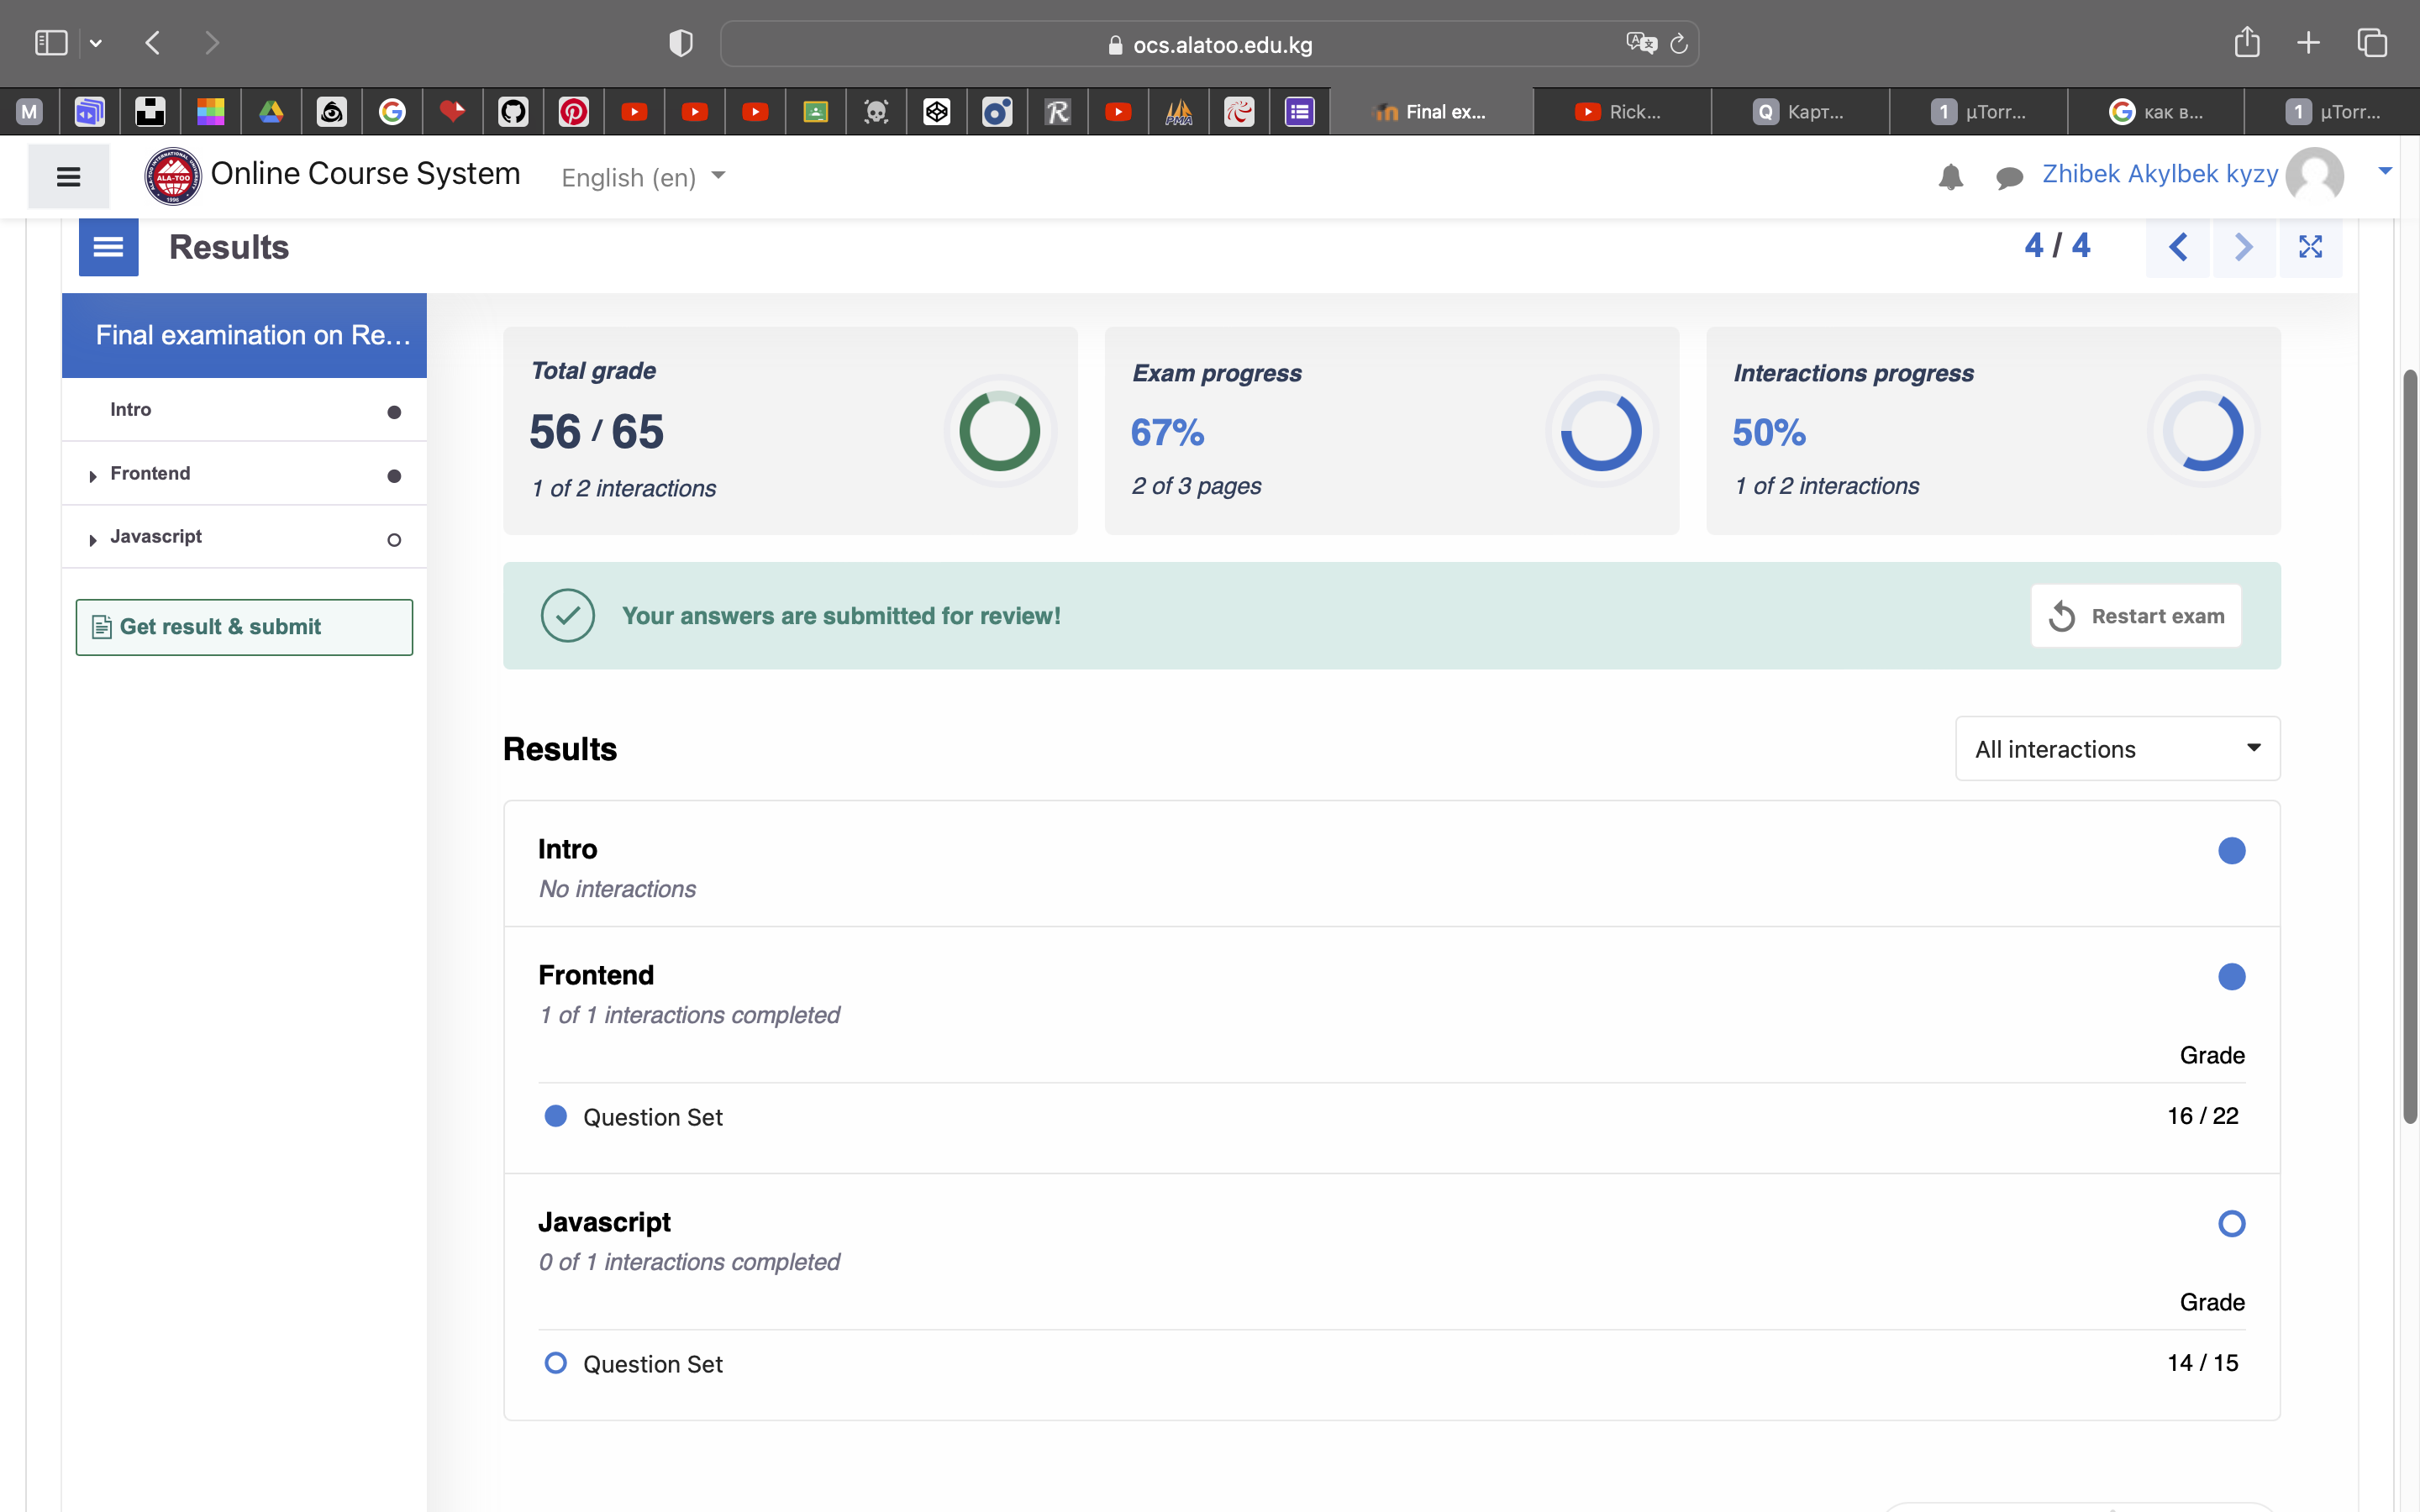 ocs.alatoo.edu.kg
M
Final ex...
Rick...
Q Карт...
1 µTorr...
как в...
1 µTorr...
Online Course System
English (en)
Zhibek Akylbek kyzy
Results
4 / 4
Final examination on Re...
Intro
Frontend
Javascript
Get result & submit
Total grade
56 / 65
1 of 2 interactions
Exam progress
67%
2 of 3 pages
Interactions progress
50%
1 of 2 interactions
Your answers are submitted for review!
Restart exam
Results
All interactions
Intro
No interactions
Frontend
1 of 1 interactions completed
Grade
Question Set
16 / 22
Javascript
0 of 1 interactions completed
Grade
Question Set
14 / 15